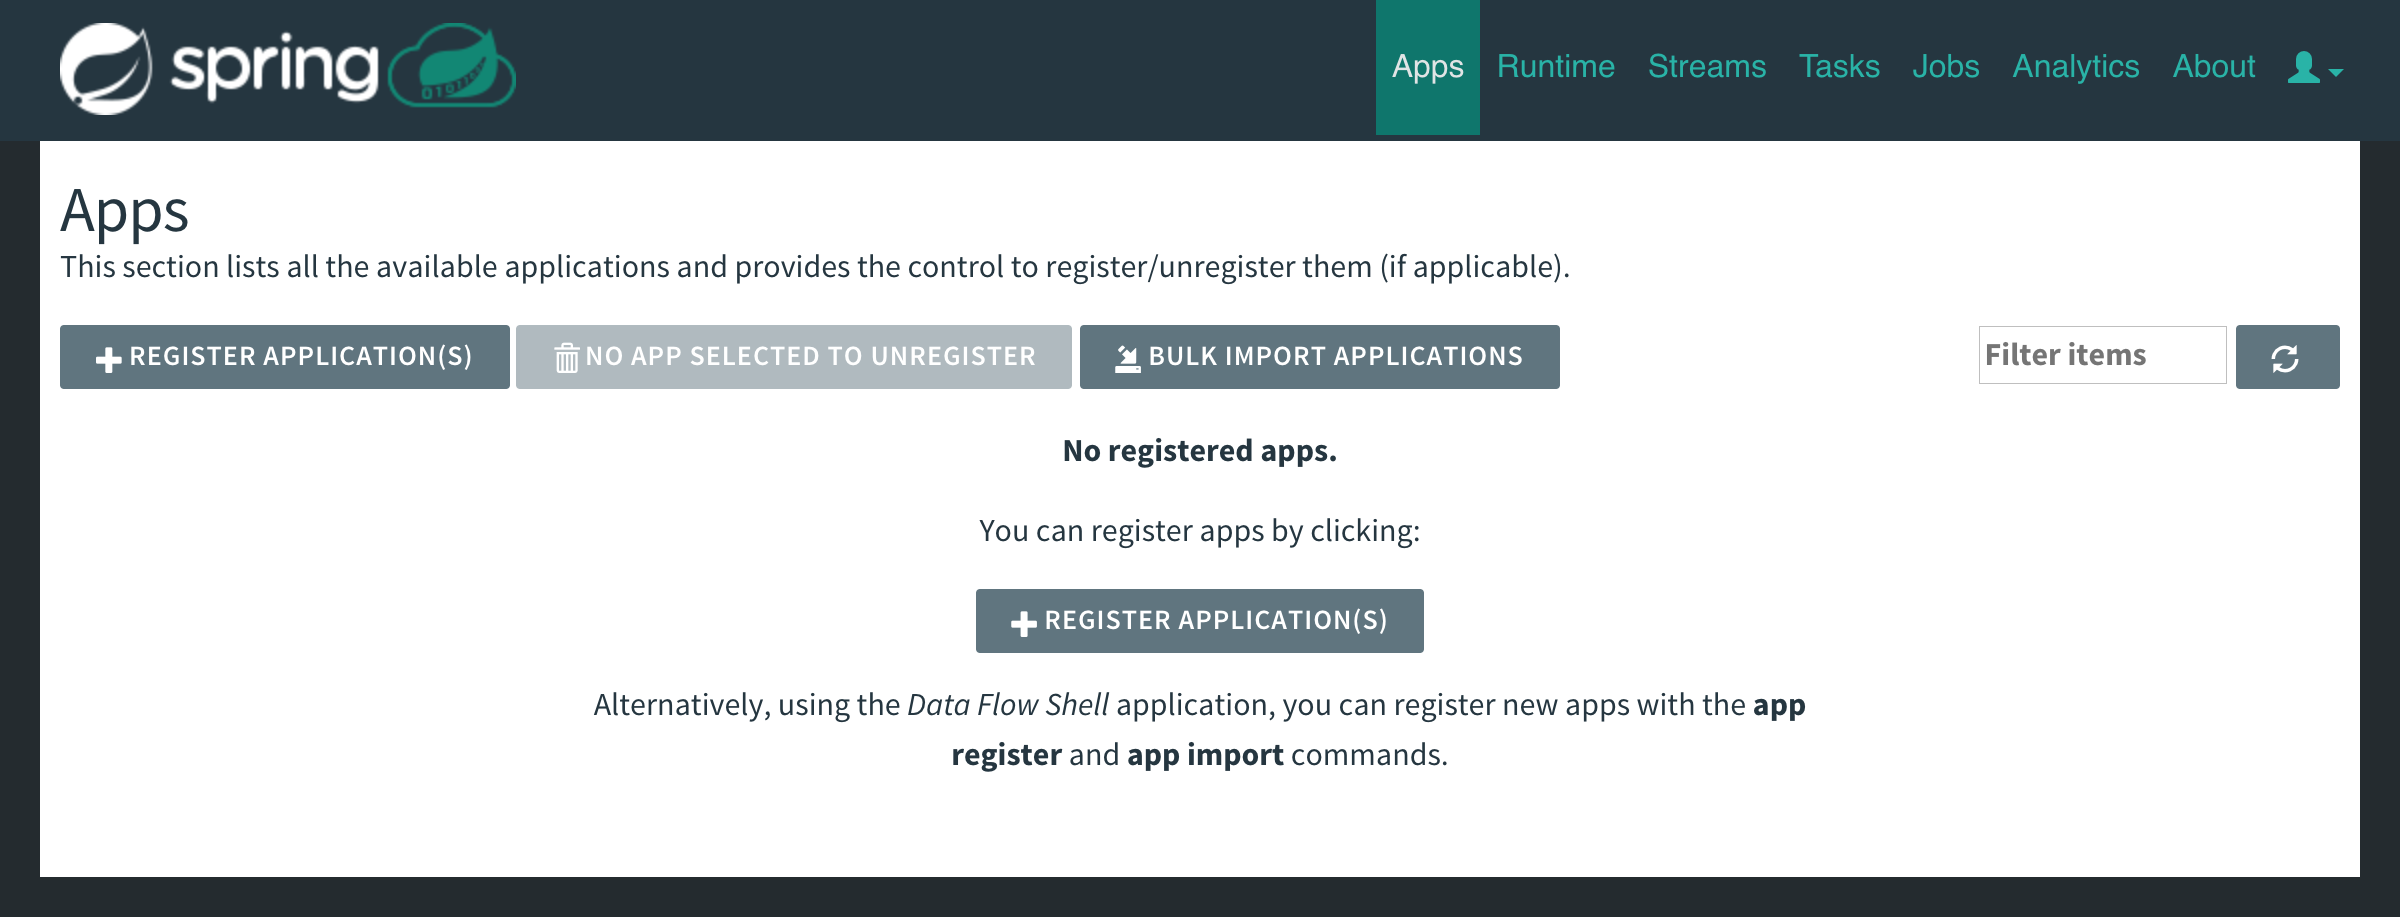 spring
Apps Runtime Streams Tasks Jobs Analytics About
Apps
This section lists all the available applications and provides the control to register/unregister them (if applicable).
REGISTER APPLICATION(S) NO APP SELECTED TO UNREGISTER BULK IMPORT APPLICATIONS Filter items
No registered apps.
You can register apps by clicking:
REGISTER APPLICATION(S)
Alternatively, using the Data Flow Shell application, you can register new apps with the app
register and app import commands.